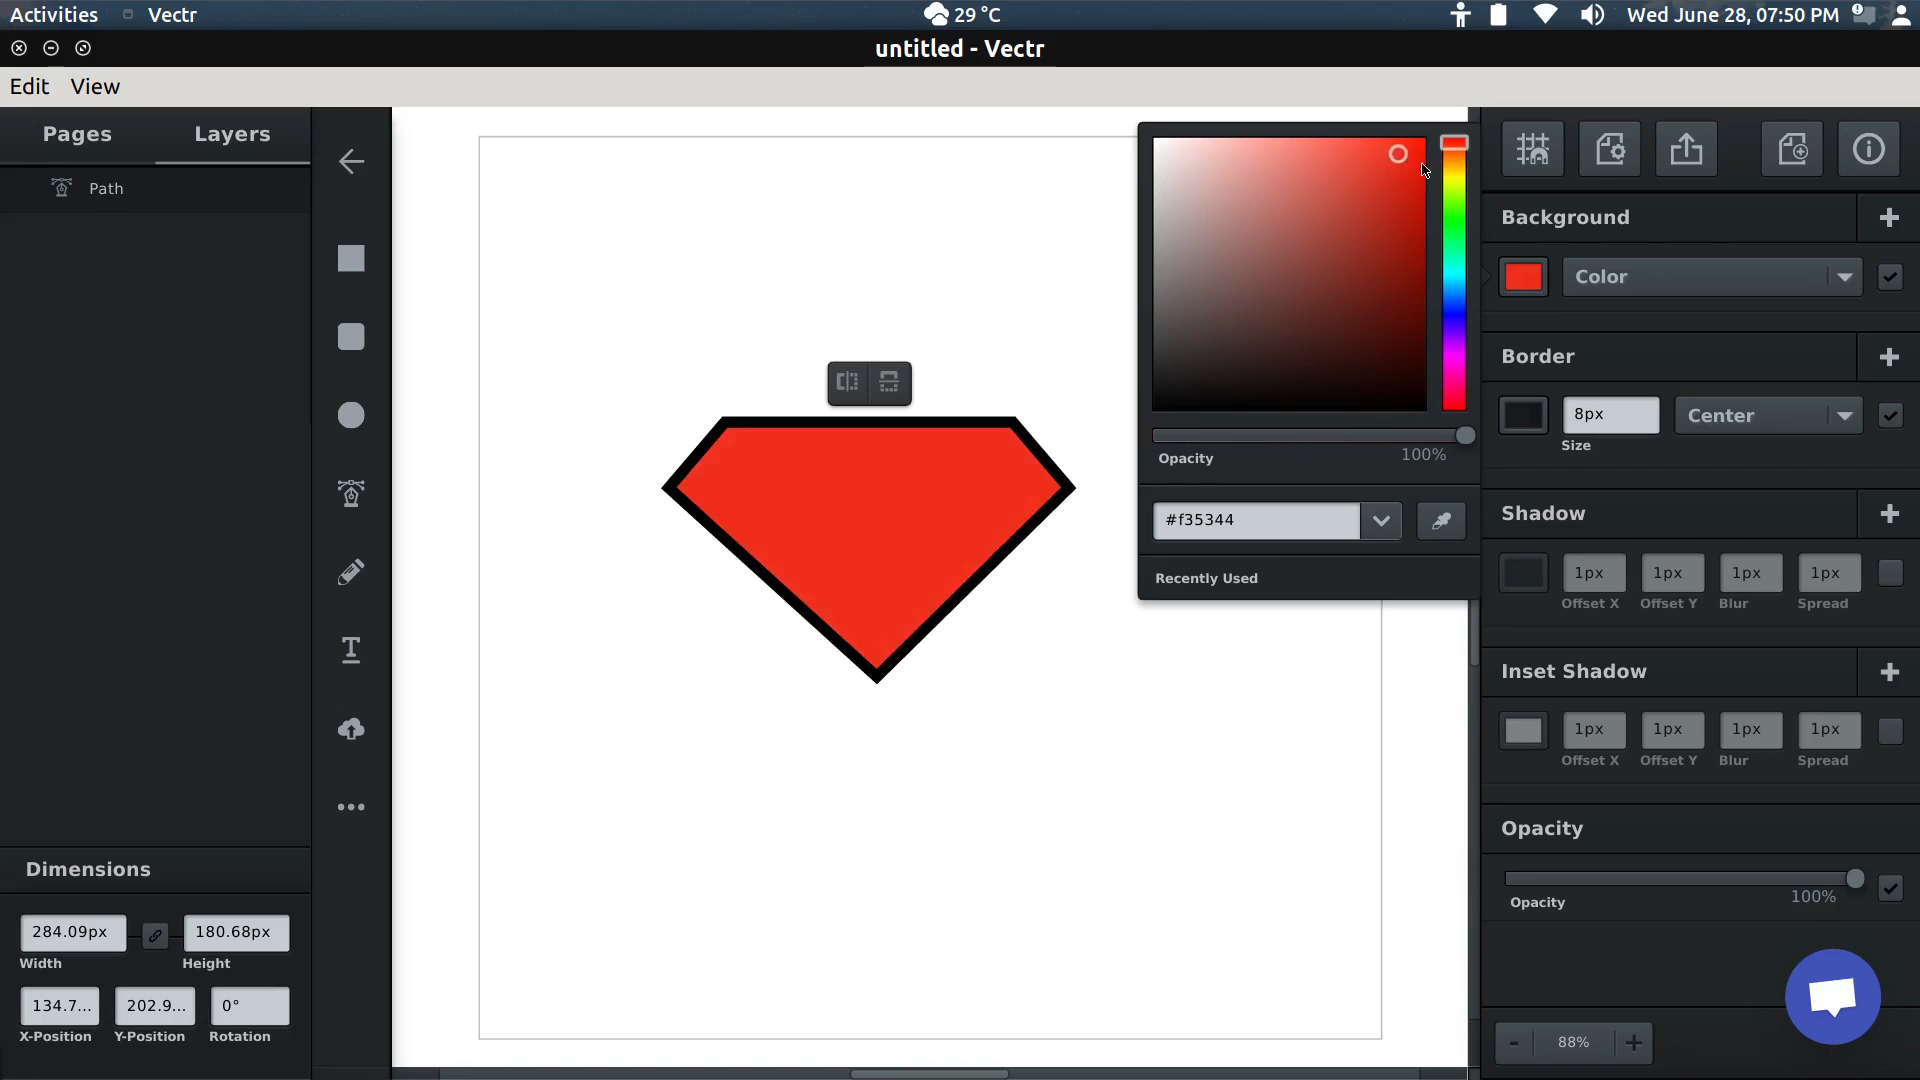 Activities Vectr 29 °C Wed June 28, 07:50 PM
untitled - Vectr
Edit View
Pages Layers
Path
Dimensions
284.09px 180.68px
Width Height
134.7... 202.9... 0°
X-Position Y-Position Rotation
Opacity 100%
#f35344
Recently Used
Background
Color
Border
8px Center
Size
Shadow
1px 1px 1px 1px
Offset X Offset Y Blur Spread
Inset Shadow
1px 1px 1px 1px
Offset X Offset Y Blur Spread
Opacity
Opacity 100%
- 88% +